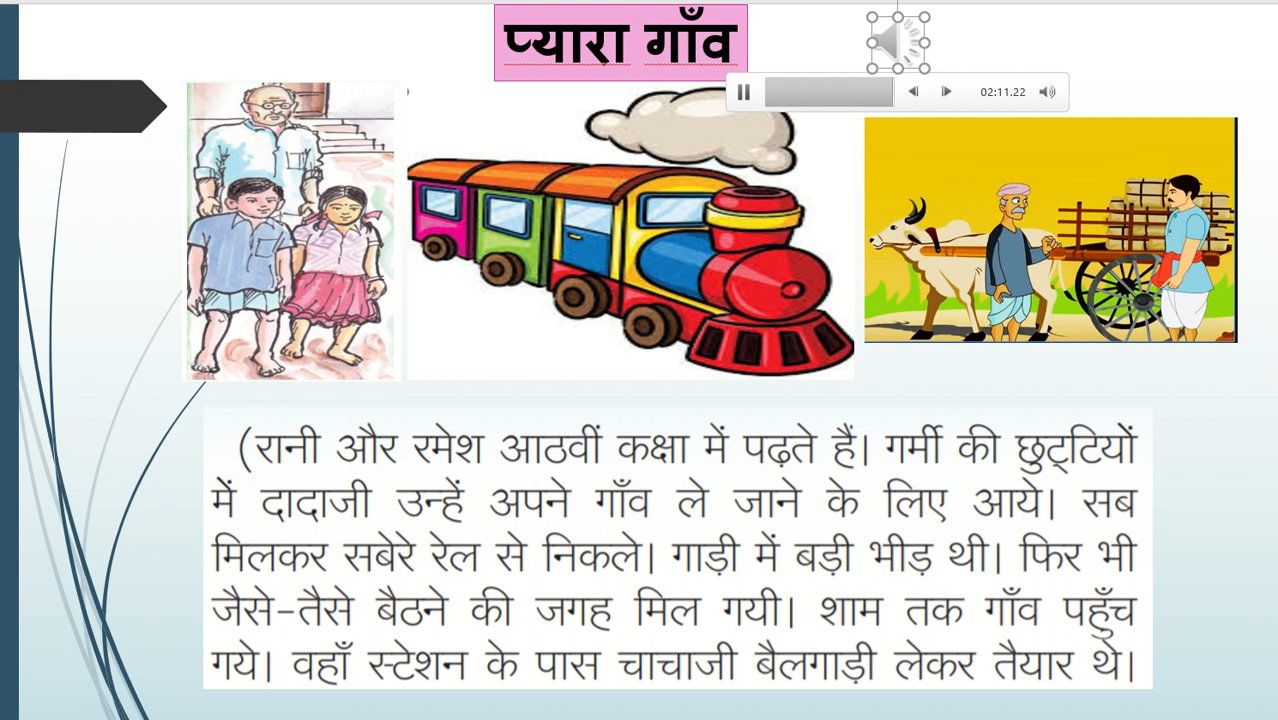 प्यारा गाँव
02:11.22
(रानी और रमेश आठवीं कक्षा में पढ़ते हैं। गर्मी की छुट्टियों
में दादाजी उन्हें अपने गाँव ले जाने के लिए आये। सब
मिलकर सबेरे रेल से निकले। गाड़ी में बड़ी भीड़ थी। फिर भी
जैसे-तैसे बैठने की जगह मिल गयी। शाम तक गाँव पहुँच
गये। वहाँ स्टेशन के पास चाचाजी बैलगाड़ी लेकर तैयार थे।